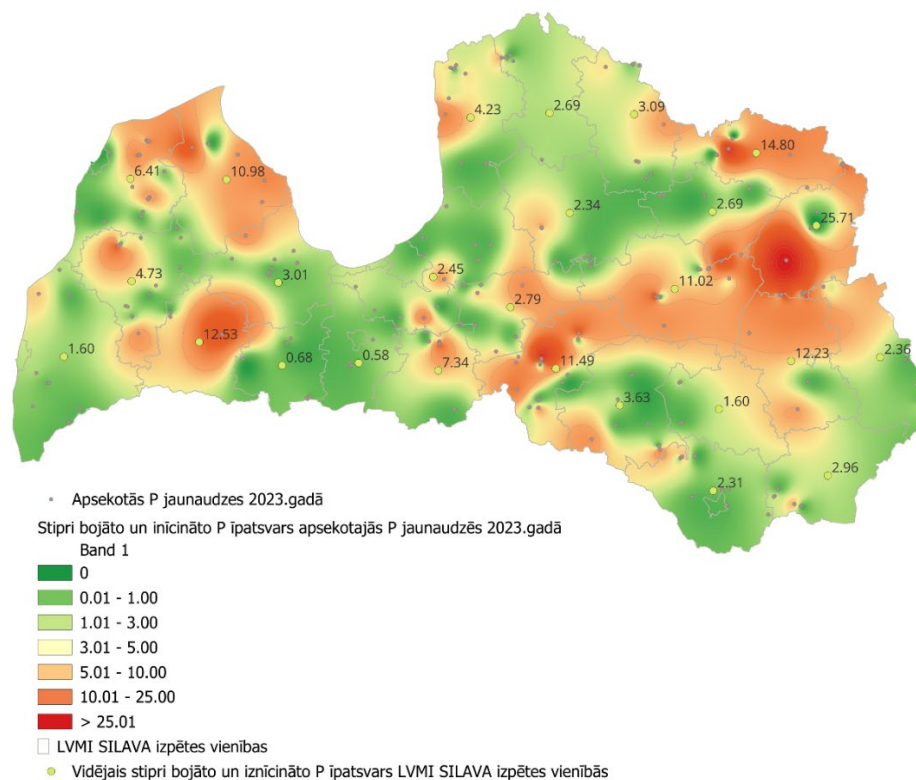 4.23
2.69
3.09
14.80
6.41
10.98
2.34
2.69
25.71
4.73
3.01
2.45
11.02
2.79
12.53
1.60
0.68
0.58
7.34
11.49
12.23
2.36
3.63
1.60
2.96
2.31
Apsekotās P jaunaudzes 2023.gadā
Stipri bojāto un inīcināto P īpatsvars apsekotajās P jaunaudzēs 2023.gadā
Band 1
0
0.01 - 1.00
1.01 - 3.00
3.01 - 5.00
5.01 - 10.00
10.01 - 25.00
> 25.01
LVMI SILAVA izpētes vienības
Vidējais stipri bojāto un iznīcināto P īpatsvars LVMI SILAVA izpētes vienībās